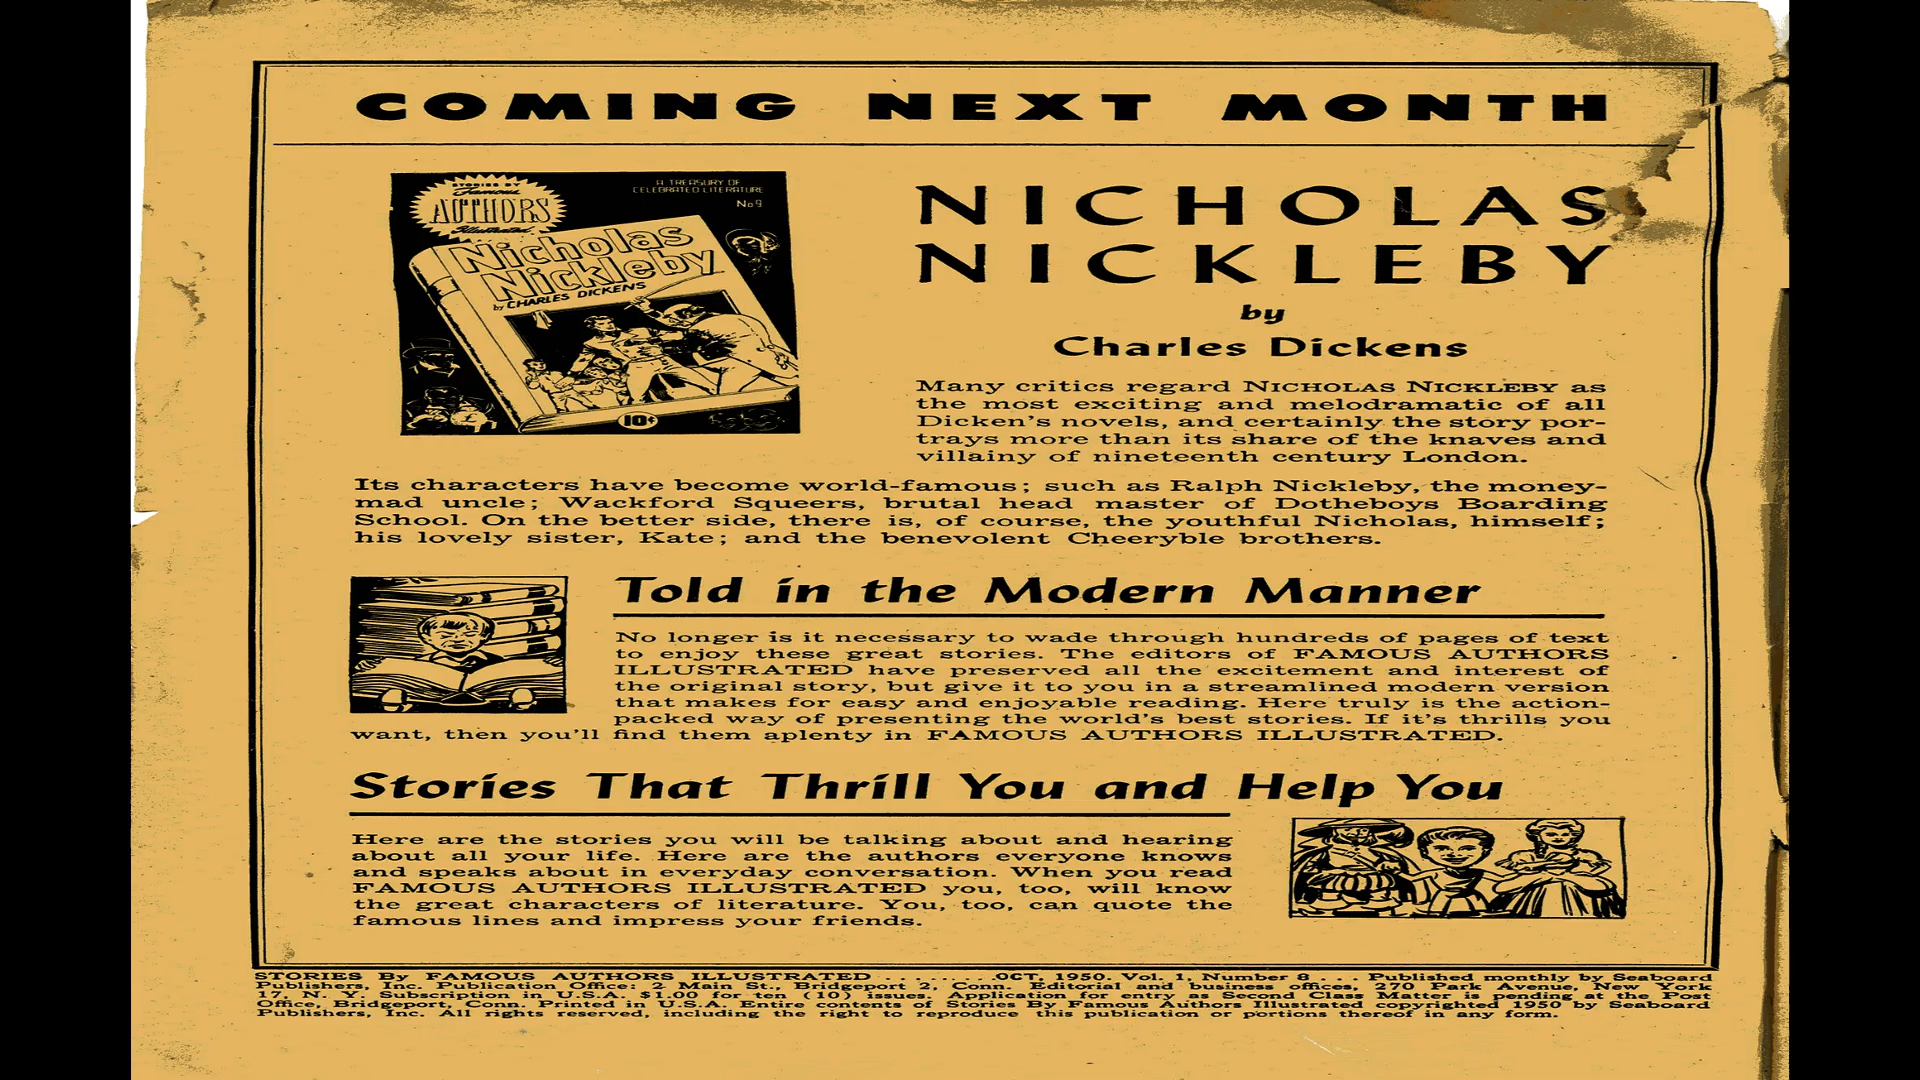 COMING NEXT MONTH
STORIES BY
Famous
AUTHORS
Illustrated
A TREASURY OF
CELEBRATED LITERATURE
No 9
Nicholas
Nickleby
by CHARLES DICKENS
10¢
NICHOLAS
NICKLEBY
by
Charles Dickens
Many critics regard NICHOLAS NICKLEBY as
the most exciting and melodramatic of all
Dicken's novels, and certainly the story por-
trays more than its share of the knaves and
villainy of nineteenth century London.
Its characters have become world-famous; such as Ralph Nickleby, the money-
mad uncle; Wackford Squeers, brutal head master of Dotheboys Boarding
School. On the better side, there is, of course, the youthful Nicholas, himself;
his lovely sister, Kate; and the benevolent Cheeryble brothers.
Told in the Modern Manner
No longer is it necessary to wade through hundreds of pages of text
to enjoy these great stories. The editors of FAMOUS AUTHORS
ILLUSTRATED have preserved all the excitement and interest of
the original story, but give it to you in a streamlined modern version
that makes for easy and enjoyable reading. Here truly is the action-
packed way of presenting the world's best stories. If it's thrills you
want, then you'll find them aplenty in FAMOUS AUTHORS ILLUSTRATED.
Stories That Thrill You and Help You
Here are the stories you will be talking about and hearing
about all your life. Here are the authors everyone knows
and speaks about in everyday conversation. When you read
FAMOUS AUTHORS ILLUSTRATED you, too, will know
the great characters of literature. You, too, can quote the
famous lines and impress your friends.
STORIES By FAMOUS AUTHORS ILLUSTRATED ........OCT, 1950. Vol. 1, Number 8 ... Published monthly by Seaboard
Publishers, Inc. Publication Office: 2 Main St., Bridgeport 2, Conn. Editorial and business offices, 270 Park Avenue, New York
17, N. Y. Subscription in U.S.A. $1.00 for ten (10) issues. Application for entry as Second Class Matter is pending at the Post
Office, Bridgeport, Conn. Printed in U.S.A. Entire contents of Stories By Famous Authors Illustrated copyrighted 1950 by Seaboard
Publishers, Inc. All rights reserved, including the right to reproduce this publication or portions thereof in any form.